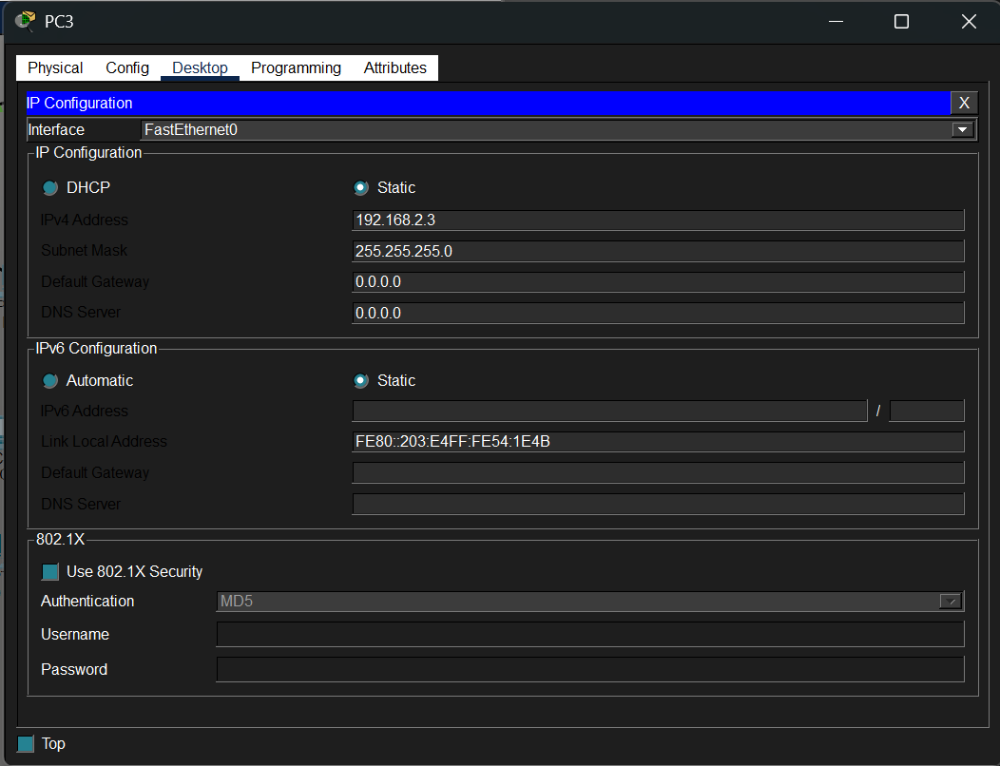 PC3
Physical Config Desktop Programming Attributes
IP Configuration X
Interface FastEthernet0
IP Configuration
DHCP Static
IPv4 Address 192.168.2.3
Subnet Mask 255.255.255.0
Default Gateway 0.0.0.0
DNS Server 0.0.0.0
IPv6 Configuration
Automatic Static
IPv6 Address /
Link Local Address FE80::203:E4FF:FE54:1E4B
Default Gateway
DNS Server
802.1X
Use 802.1X Security
Authentication MD5
Username
Password
Top